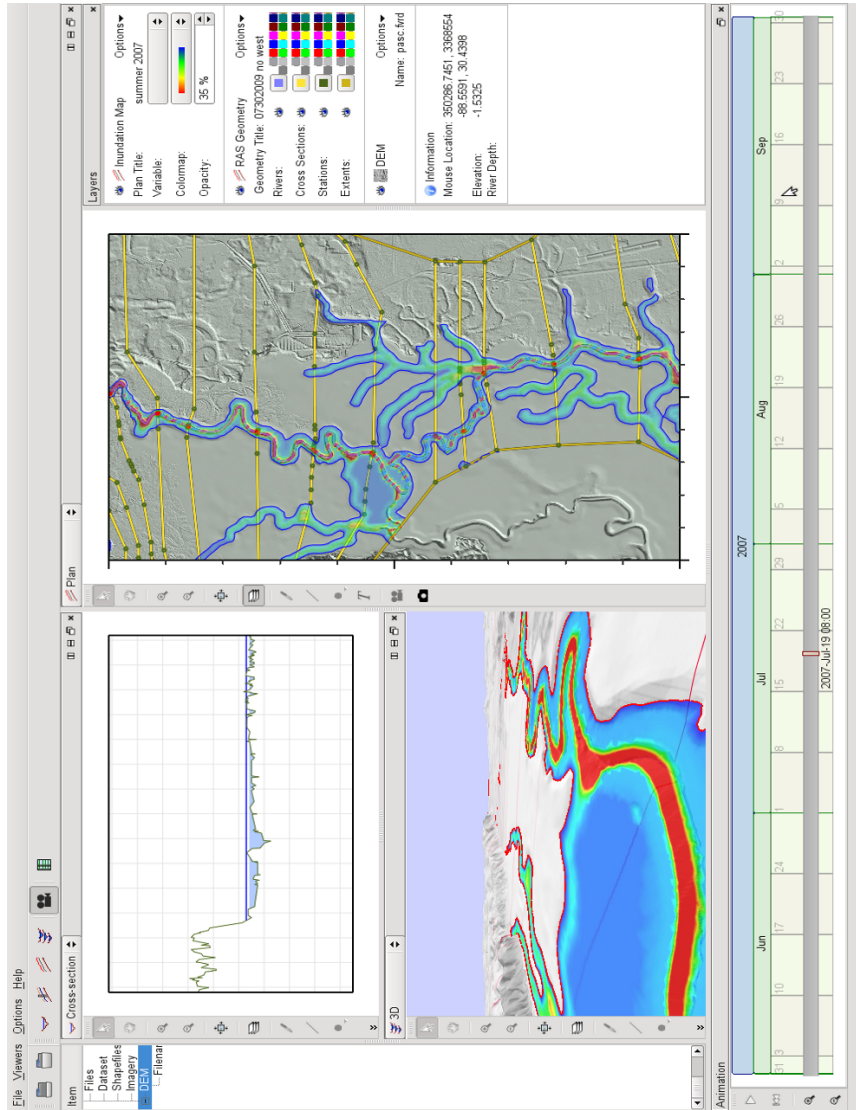 File Viewers Options Help
Item
Files
Dataset
Shapefiles
Imagery
DEM
Filenar
Cross-section
3D
Plan
Layers
Inundation Map Options
Plan Title: summer 2007
Variable:
Colormap:
Opacity: 35 %
RAS Geometry Options
Geometry Title: 07302009 no west
Rivers:
Cross Sections:
Stations:
Extents:
DEM Options
Name: pasc.fwrd
Information
Mouse Location: 350286.7451, 3368554
-88.5591, 30.4398
Elevation: -1.5325
River Depth:
Animation
2007
Jun Jul Aug Sep
31 3 10 17 24 1 8 15 22 29 5 12 19 26 2 9 16 23 30
2007-Jul-19 08:00